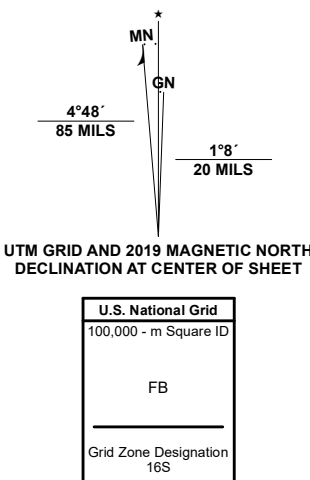 ★
MN
GN
4°48´
85 MILS
1°8´
20 MILS
UTM GRID AND 2019 MAGNETIC NORTH
DECLINATION AT CENTER OF SHEET
U.S. National Grid
100,000 - m Square ID
FB
Grid Zone Designation
16S